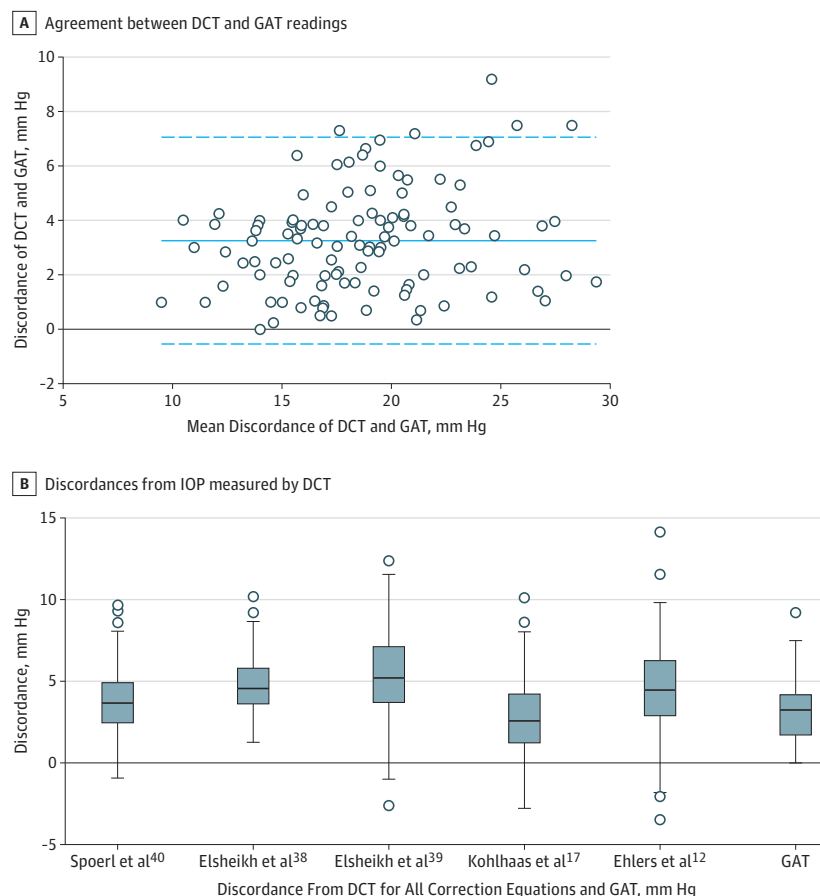 A Agreement between DCT and GAT readings
Discordance of DCT and GAT, mm Hg
10
8
6
4
2
0
-2
5 10 15 20 25 30
Mean Discordance of DCT and GAT, mm Hg
B Discordances from IOP measured by DCT
Discordance, mm Hg
15
10
5
0
-5
Spoerl et al40 Elsheikh et al38 Elsheikh et al39 Kohlhaas et al17 Ehlers et al12 GAT
Discordance From DCT for All Correction Equations and GAT, mm Hg